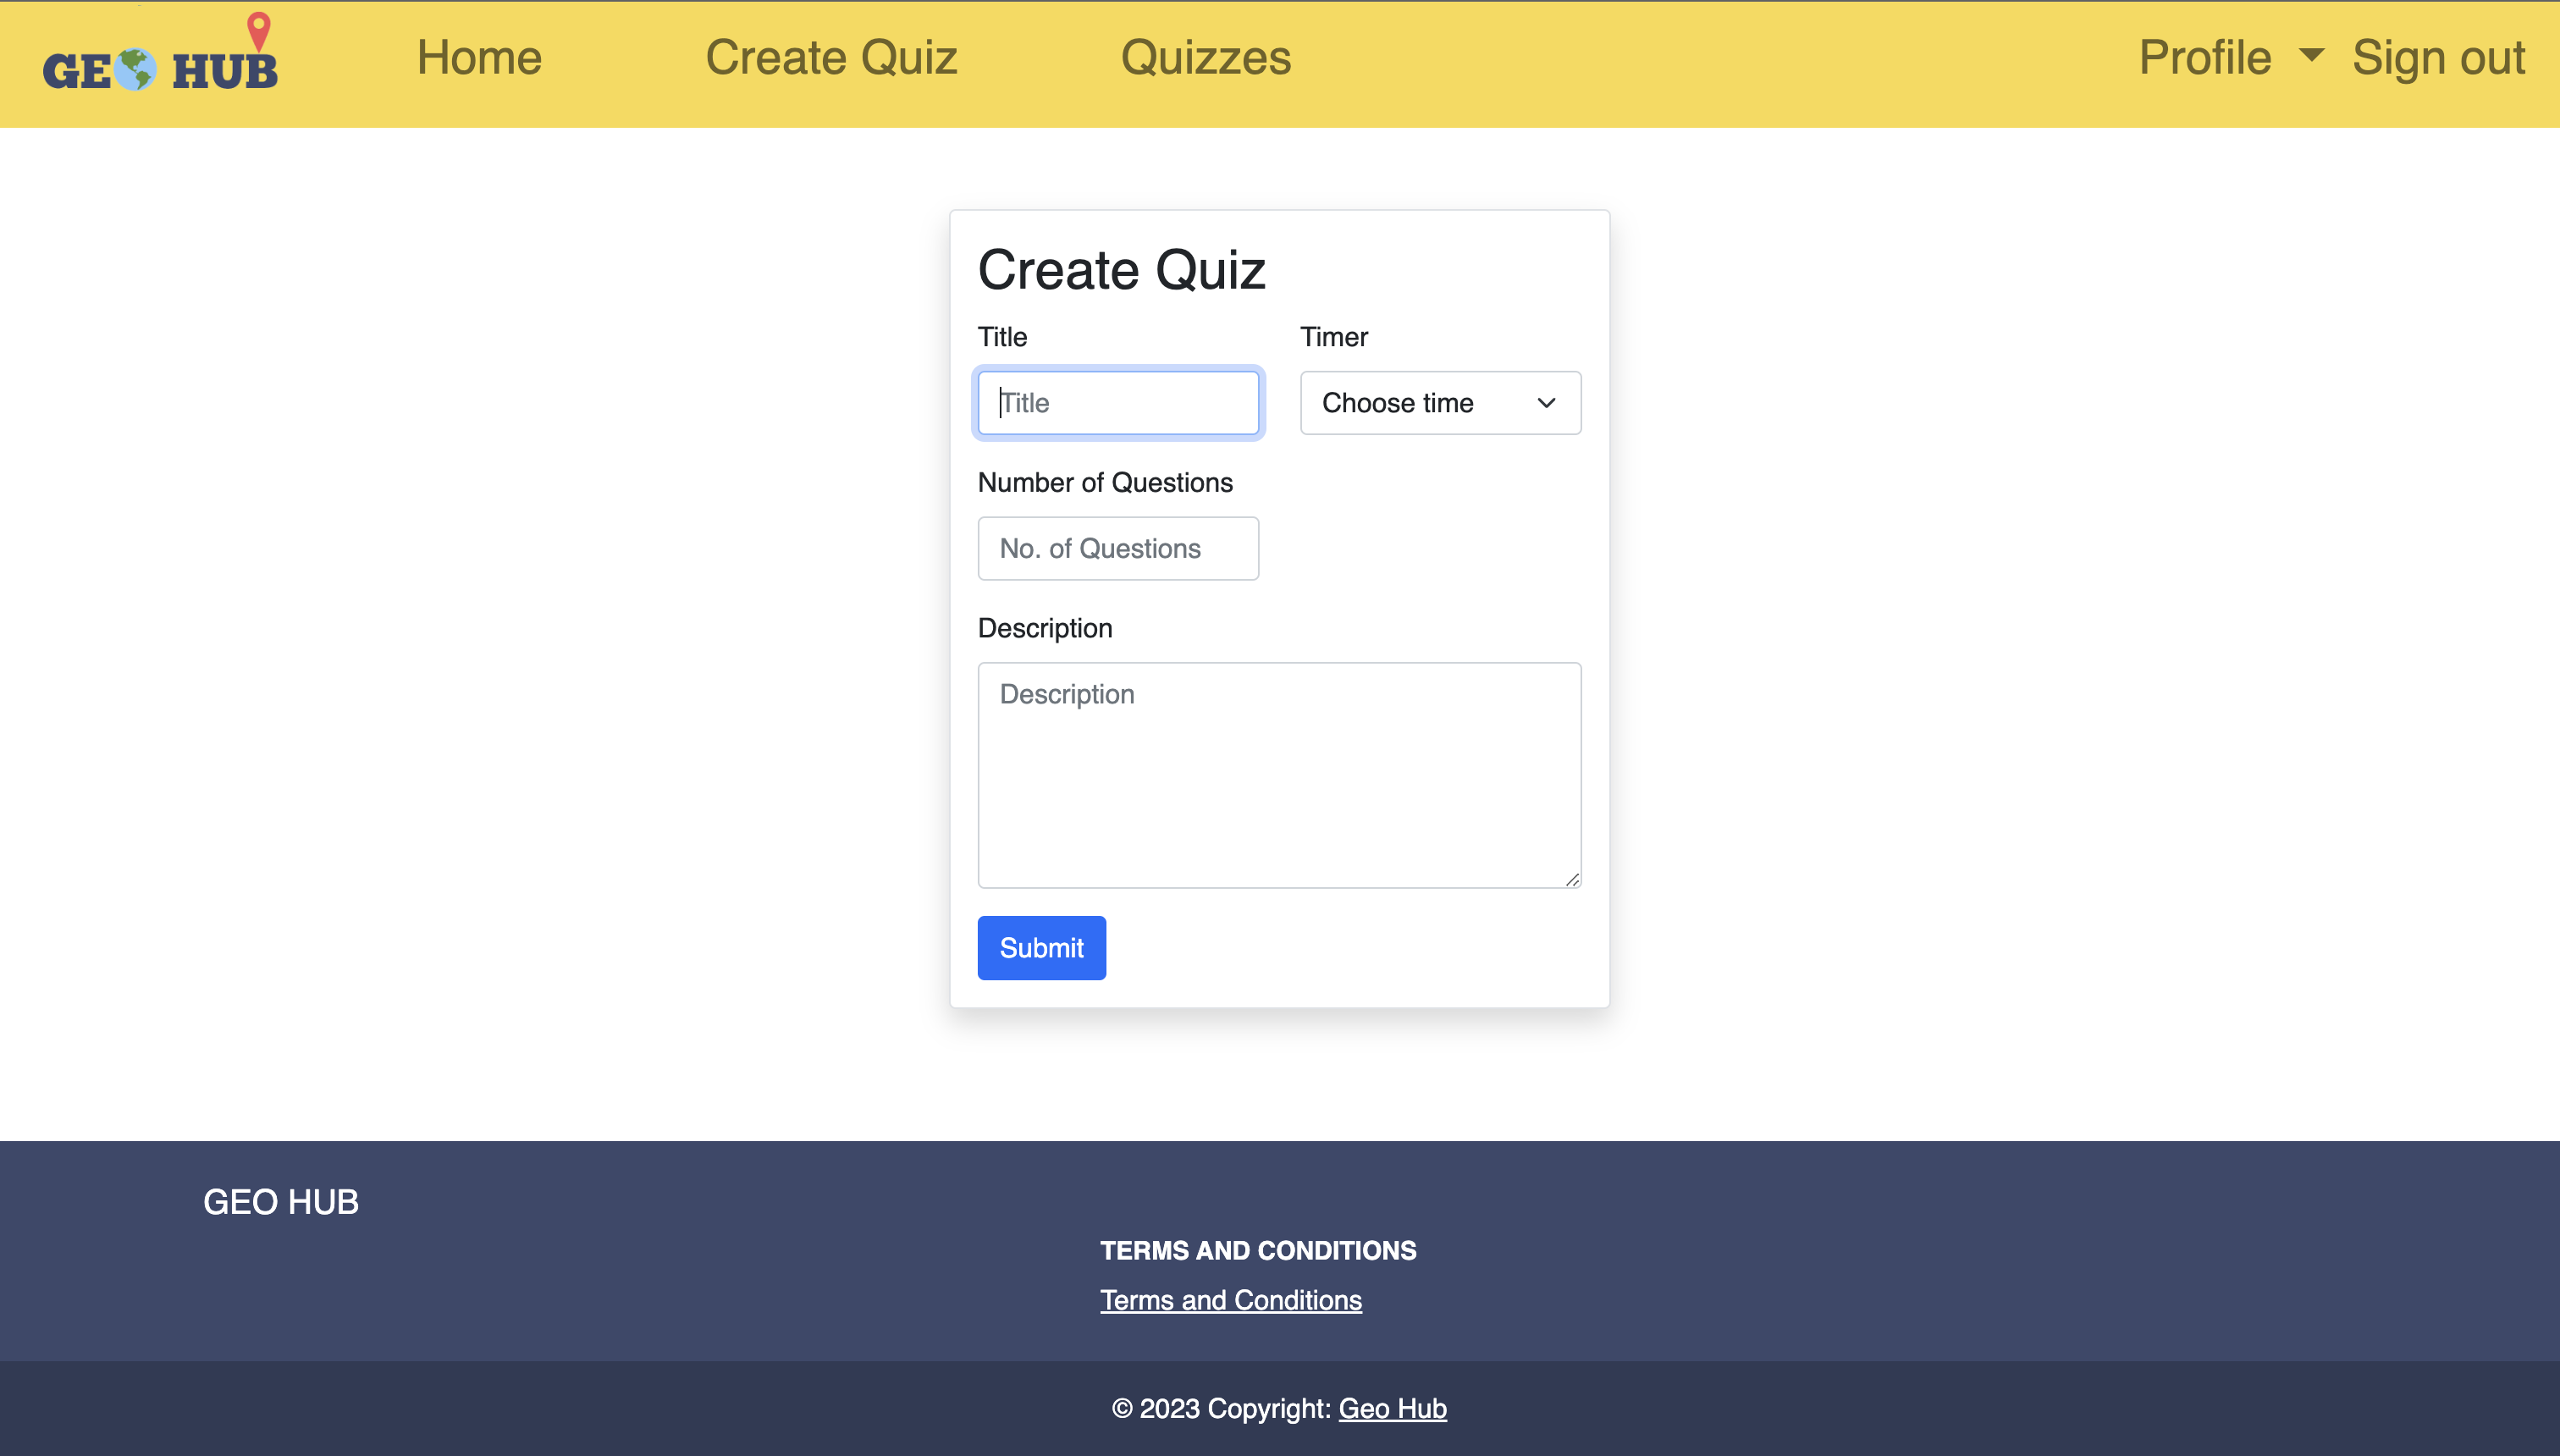 GEO HUB Home Create Quiz Quizzes Profile Sign out
Create Quiz
Title Timer
Title Choose time
Number of Questions
No. of Questions
Description
Description
Submit
GEO HUB
TERMS AND CONDITIONS
Terms and Conditions
© 2023 Copyright: Geo Hub